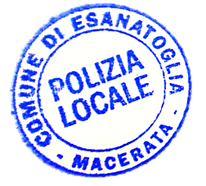 COMUNE DI ESANATOGLIA
POLIZIA
LOCALE
- MACERATA -